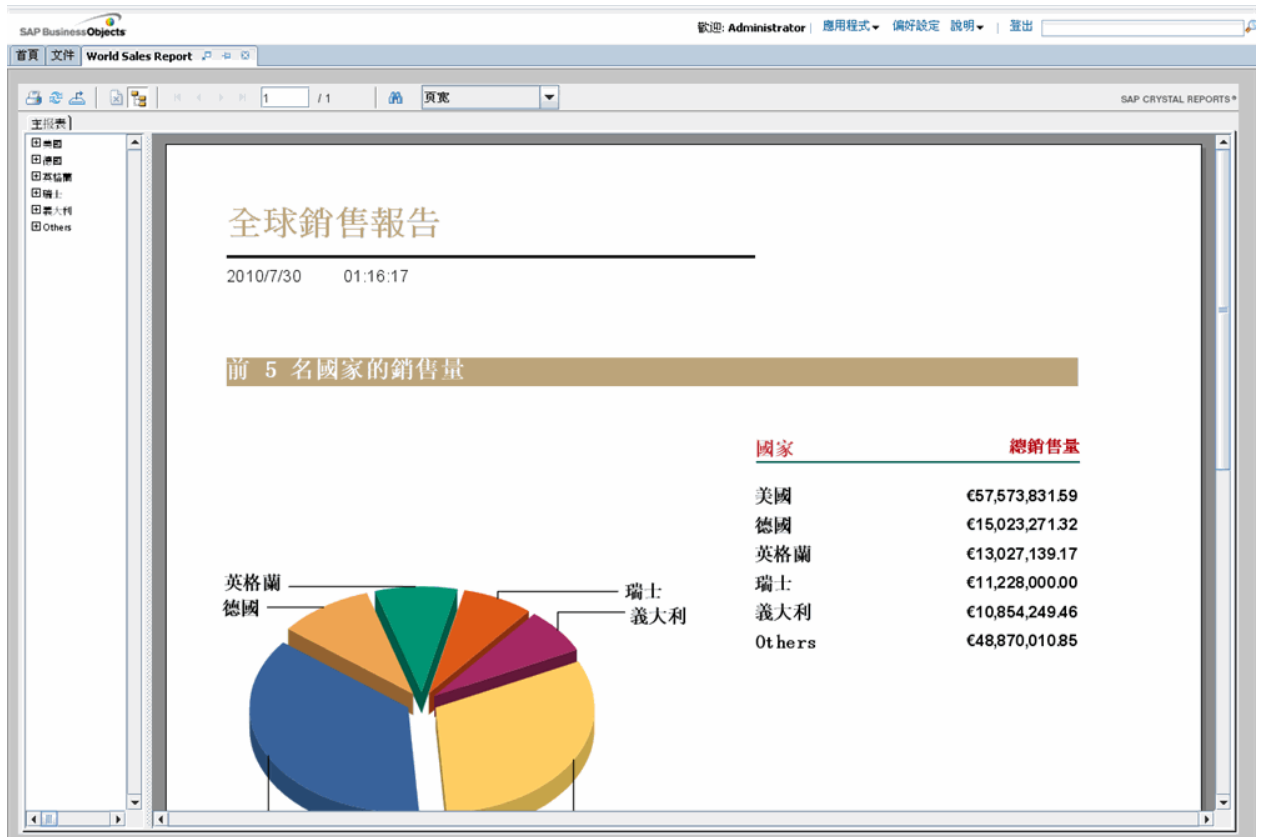 SAP BusinessObjects
歡迎: Administrator | 應用程式 偏好設定 說明 | 登出
首頁 文件 World Sales Report
1 / 1 页宽 SAP CRYSTAL REPORTS®
主报表
美國
德國
英格蘭
瑞士
義大利
Others
全球銷售報告
2010/7/30 01:16:17
前 5 名國家的銷售量
國家 總銷售量
美國 €57,573,831.59
德國 €15,023,271.32
英格蘭 €13,027,139.17
瑞士 €11,228,000.00
義大利 €10,854,249.46
Others €48,870,010.85
英格蘭
德國
瑞士
義大利